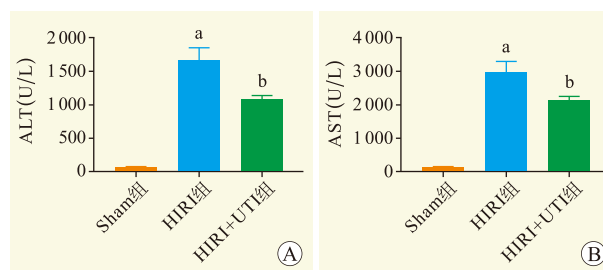 ALT(U/L)
2 000
1 500
1 000
500
0
a
b
Sham组
HIRI组
HIRI+UTI组
A
AST(U/L)
4 000
3 000
2 000
1 000
0
a
b
Sham组
HIRI组
HIRI+UTI组
B